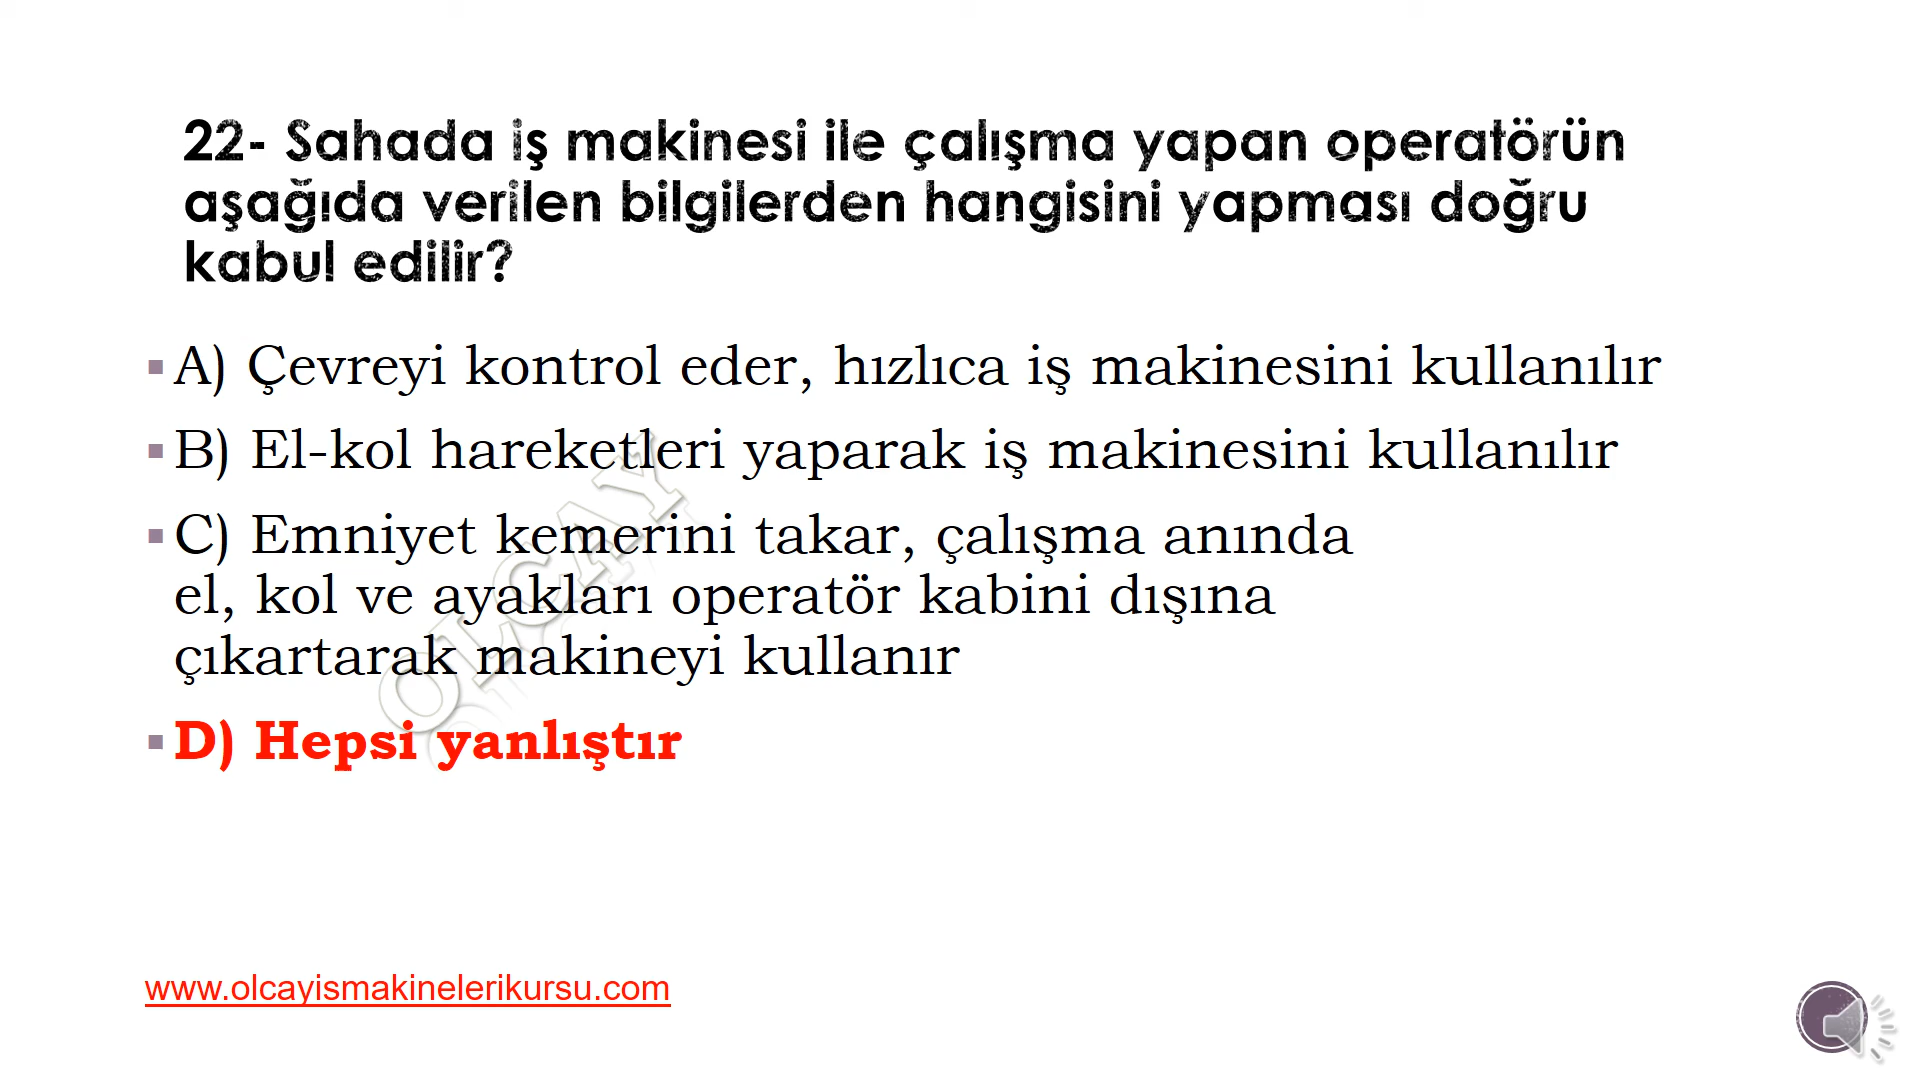 22- Sahada iş makinesi ile çalışma yapan operatörün
aşağıda verilen bilgilerden hangisini yapması doğru
kabul edilir?
A) Çevreyi kontrol eder, hızlıca iş makinesini kullanılır
B) El-kol hareketleri yaparak iş makinesini kullanılır
C) Emniyet kemerini takar, çalışma anında
el, kol ve ayakları operatör kabini dışına
çıkartarak makineyi kullanır
D) Hepsi yanlıştır
OLCAY
www.olcayismakinelerikursu.com